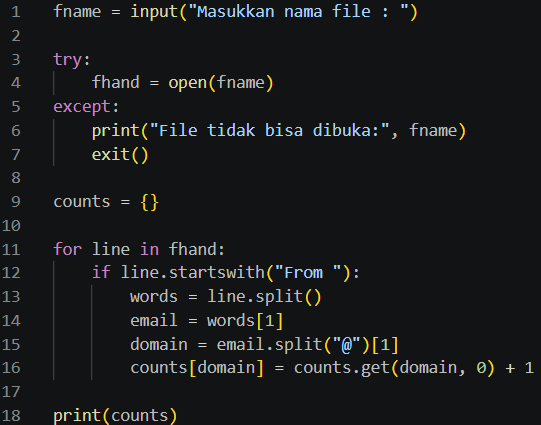 1 fname = input("Masukkan nama file : ")
2
3 try:
4     fhand = open(fname)
5 except:
6     print("File tidak bisa dibuka:", fname)
7     exit()
8
9 counts = {}
10
11 for line in fhand:
12     if line.startswith("From "):
13         words = line.split()
14         email = words[1]
15         domain = email.split("@")[1]
16         counts[domain] = counts.get(domain, 0) + 1
17
18 print(counts)